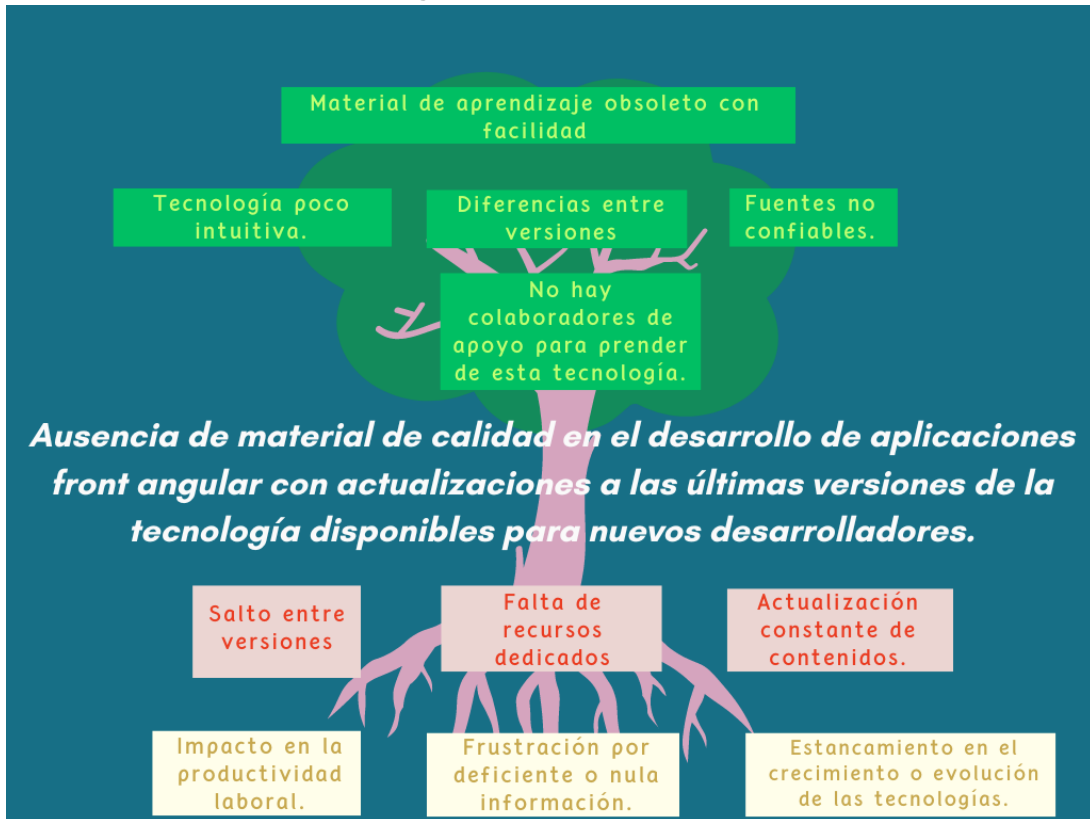 Material de aprendizaje obsoleto con
facilidad
Tecnología poco
intuitiva.
Diferencias entre
versiones
Fuentes no
confiables.
No hay
colaboradores de
apoyo para prender
de esta tecnología.
Ausencia de material de calidad en el desarrollo de aplicaciones
front angular con actualizaciones a las últimas versiones de la
tecnología disponibles para nuevos desarrolladores.
Salto entre
versiones
Falta de
recursos
dedicados
Actualización
constante de
contenidos.
Impacto en la
productividad
laboral.
Frustración por
deficiente o nula
información.
Estancamiento en el
crecimiento o evolución
de las tecnologías.